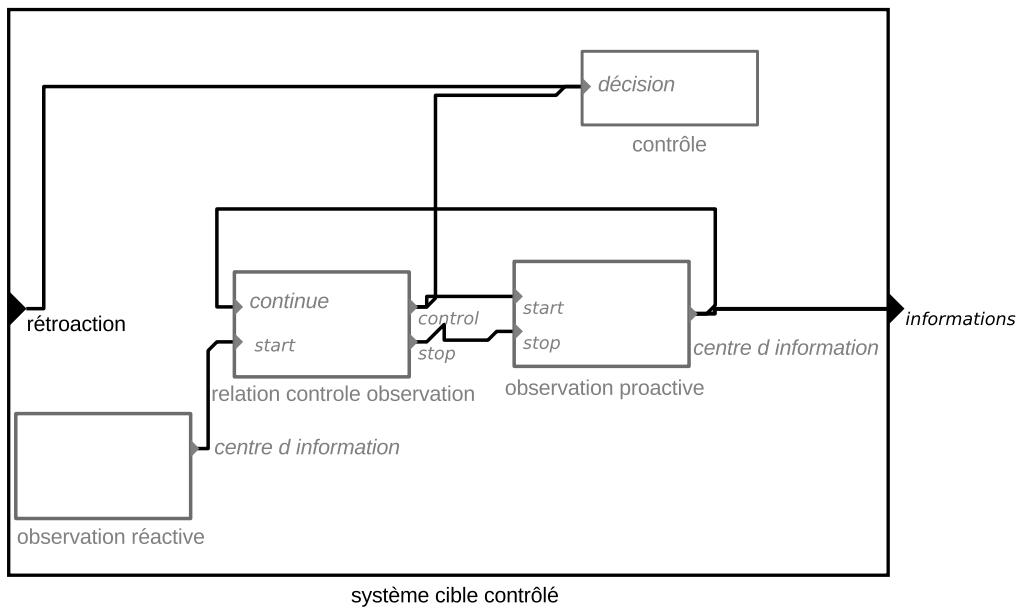 décision
contrôle
continue
control
start
start
rétroaction
informations
stop
stop
centre d information
relation controle observation
observation proactive
centre d information
observation réactive
système cible contrôlé